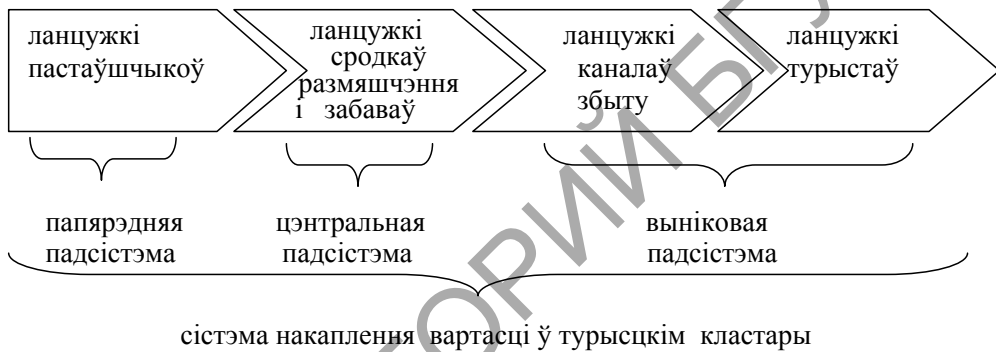 ланцужкі
пастаўшчыкоў
ланцужкі
сродкаў
размяшчэння
і забаваў
ланцужкі
каналаў
збыту
ланцужкі
турыстаў
папярэдняя
падсістэма
цэнтральная
падсістэма
выніковая
падсістэма
сістэма накаплення вартасці ў турысцкім кластары